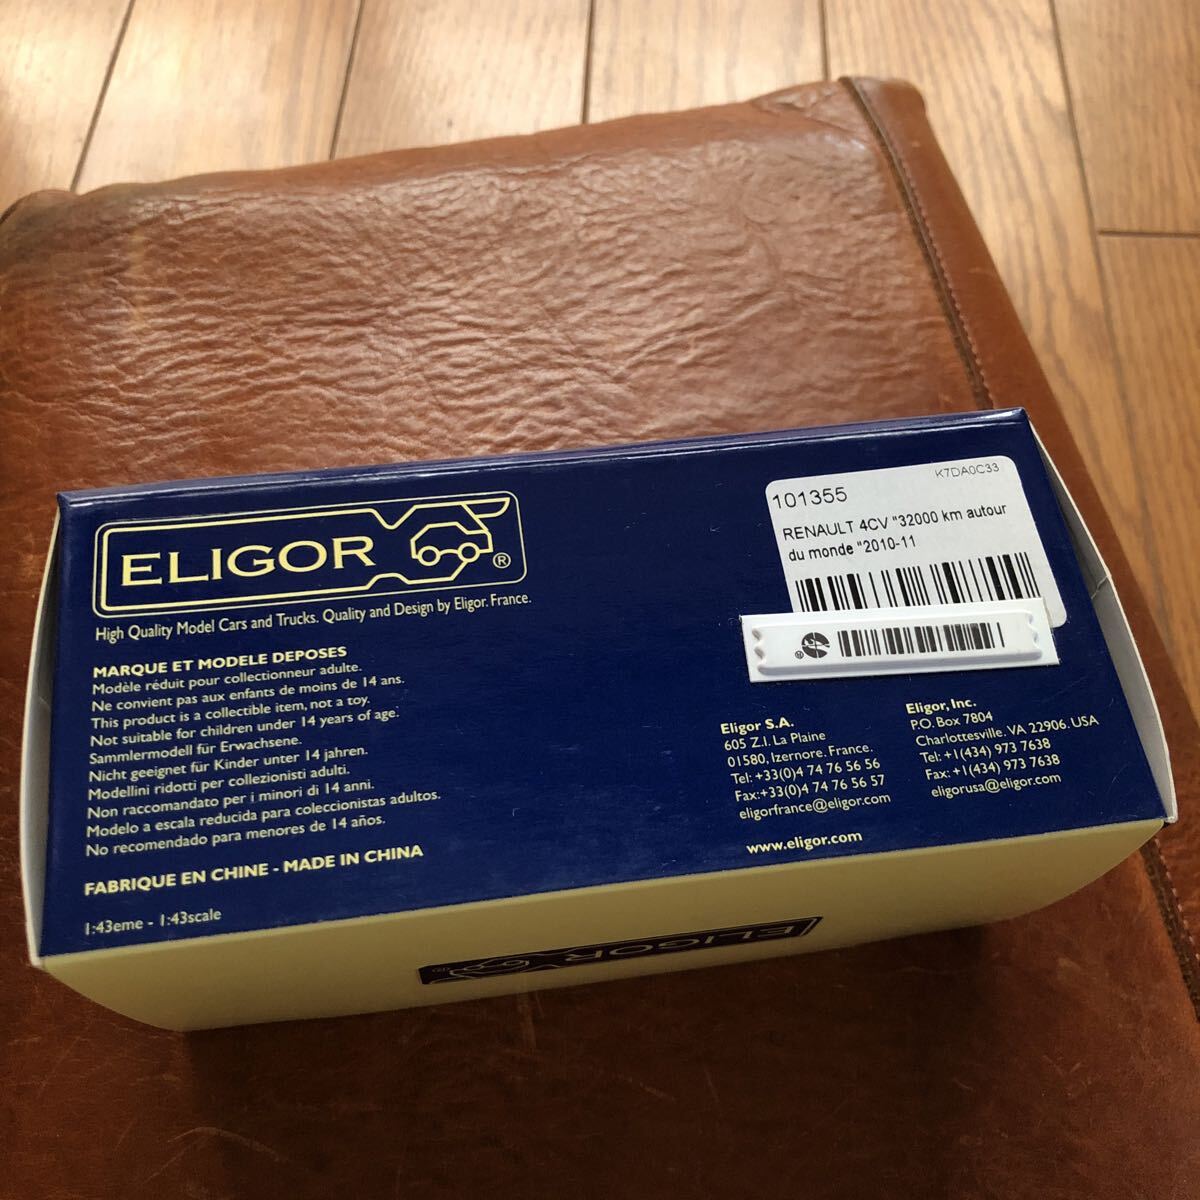 ELIGOR
®
High Quality Model Cars and Trucks. Quality and Design by Eligor. France.
MARQUE ET MODELE DEPOSES
Modèle réduit pour collectionneur adulte.
Ne convient pas aux enfants de moins de 14 ans.
This product is a collectible item, not a toy.
Not suitable for children under 14 years of age.
Sammlermodell für Erwachsene.
Nicht geeignet für Kinder unter 14 jahren.
Modellini ridotti per collezionisti adulti.
Non raccomandato per i minori di 14 anni.
Modelo a escala reducida para coleccionistas adultos.
No recomendado para menores de 14 años.
FABRIQUE EN CHINE - MADE IN CHINA
1:43eme - 1:43scale
K7DA0C33
101355
RENAULT 4CV "32000 km autour
du monde "2010-11
Eligor S.A.
605 Z.I. La Plaine
01580, Izernore. France.
Tel: +33(0)4 74 76 56 56
Fax:+33(0)4 74 76 56 57
eligorfrance@eligor.com
Eligor, Inc.
P.O. Box 7804
Charlottesville. VA 22906. USA
Tel: +1(434) 973 7638
Fax: +1(434) 973 7638
eligorusa@eligor.com
www.eligor.com
ELIGOR
®